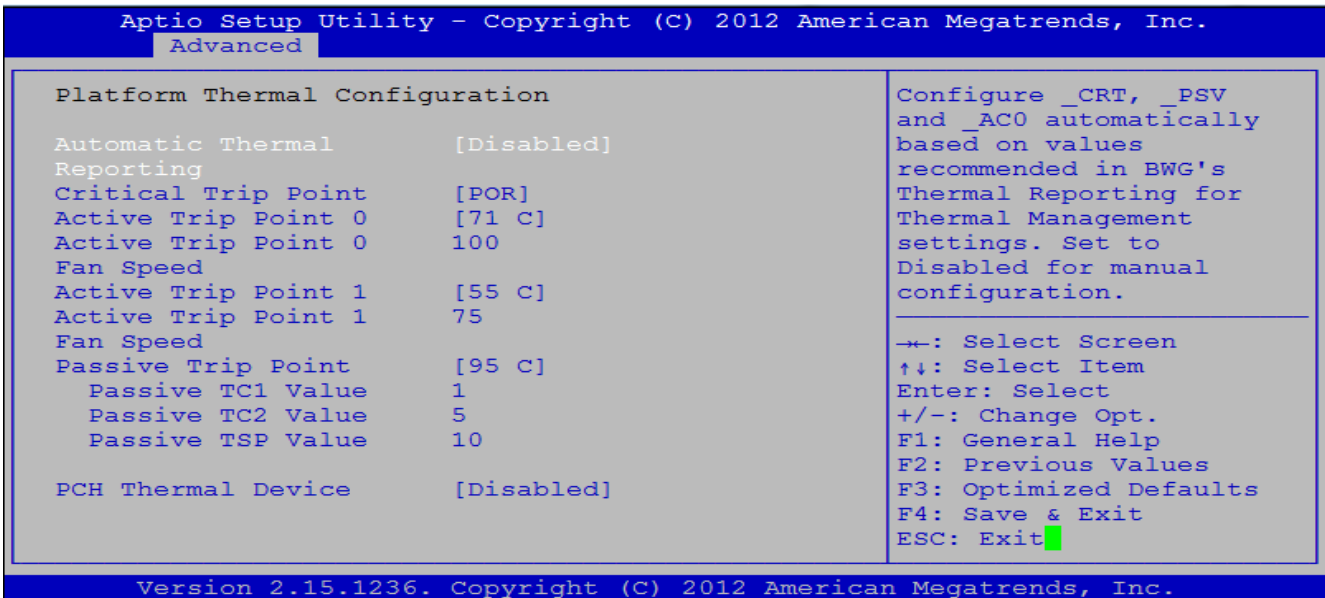 Aptio Setup Utility - Copyright (C) 2012 American Megatrends, Inc.
Advanced
Platform Thermal Configuration
Automatic Thermal [Disabled]
Reporting
Critical Trip Point [POR]
Active Trip Point 0 [71 C]
Active Trip Point 0 100
Fan Speed
Active Trip Point 1 [55 C]
Active Trip Point 1 75
Fan Speed
Passive Trip Point [95 C]
Passive TC1 Value 1
Passive TC2 Value 5
Passive TSP Value 10
PCH Thermal Device [Disabled]
Configure _CRT, _PSV
and _AC0 automatically
based on values
recommended in BWG's
Thermal Reporting for
Thermal Management
settings. Set to
Disabled for manual
configuration.
→←: Select Screen
↑↓: Select Item
Enter: Select
+/-: Change Opt.
F1: General Help
F2: Previous Values
F3: Optimized Defaults
F4: Save & Exit
ESC: Exit
Version 2.15.1236. Copyright (C) 2012 American Megatrends, Inc.